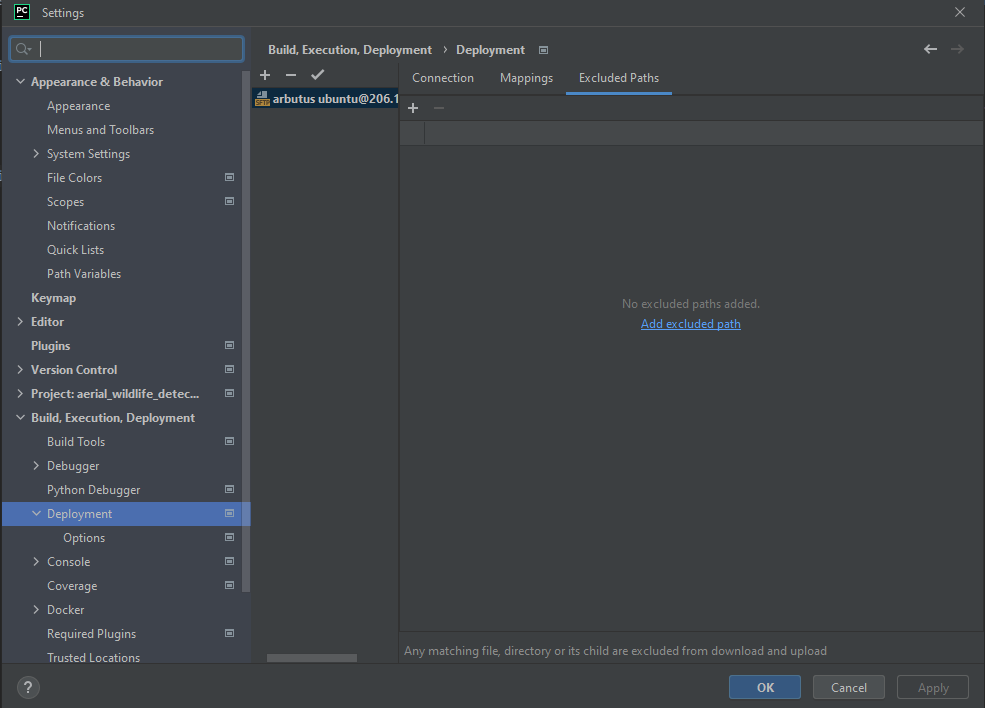 PC Settings
Build, Execution, Deployment › Deployment
Appearance & Behavior
Appearance
Menus and Toolbars
System Settings
File Colors
Scopes
Notifications
Quick Lists
Path Variables
Keymap
Editor
Plugins
Version Control
Project: aerial_wildlife_detec...
Build, Execution, Deployment
Build Tools
Debugger
Python Debugger
Deployment
Options
Console
Coverage
Docker
Required Plugins
Trusted Locations
SFTP arbutus ubuntu@206.1
Connection Mappings Excluded Paths
No excluded paths added.
Add excluded path
Any matching file, directory or its child are excluded from download and upload
? OK Cancel Apply